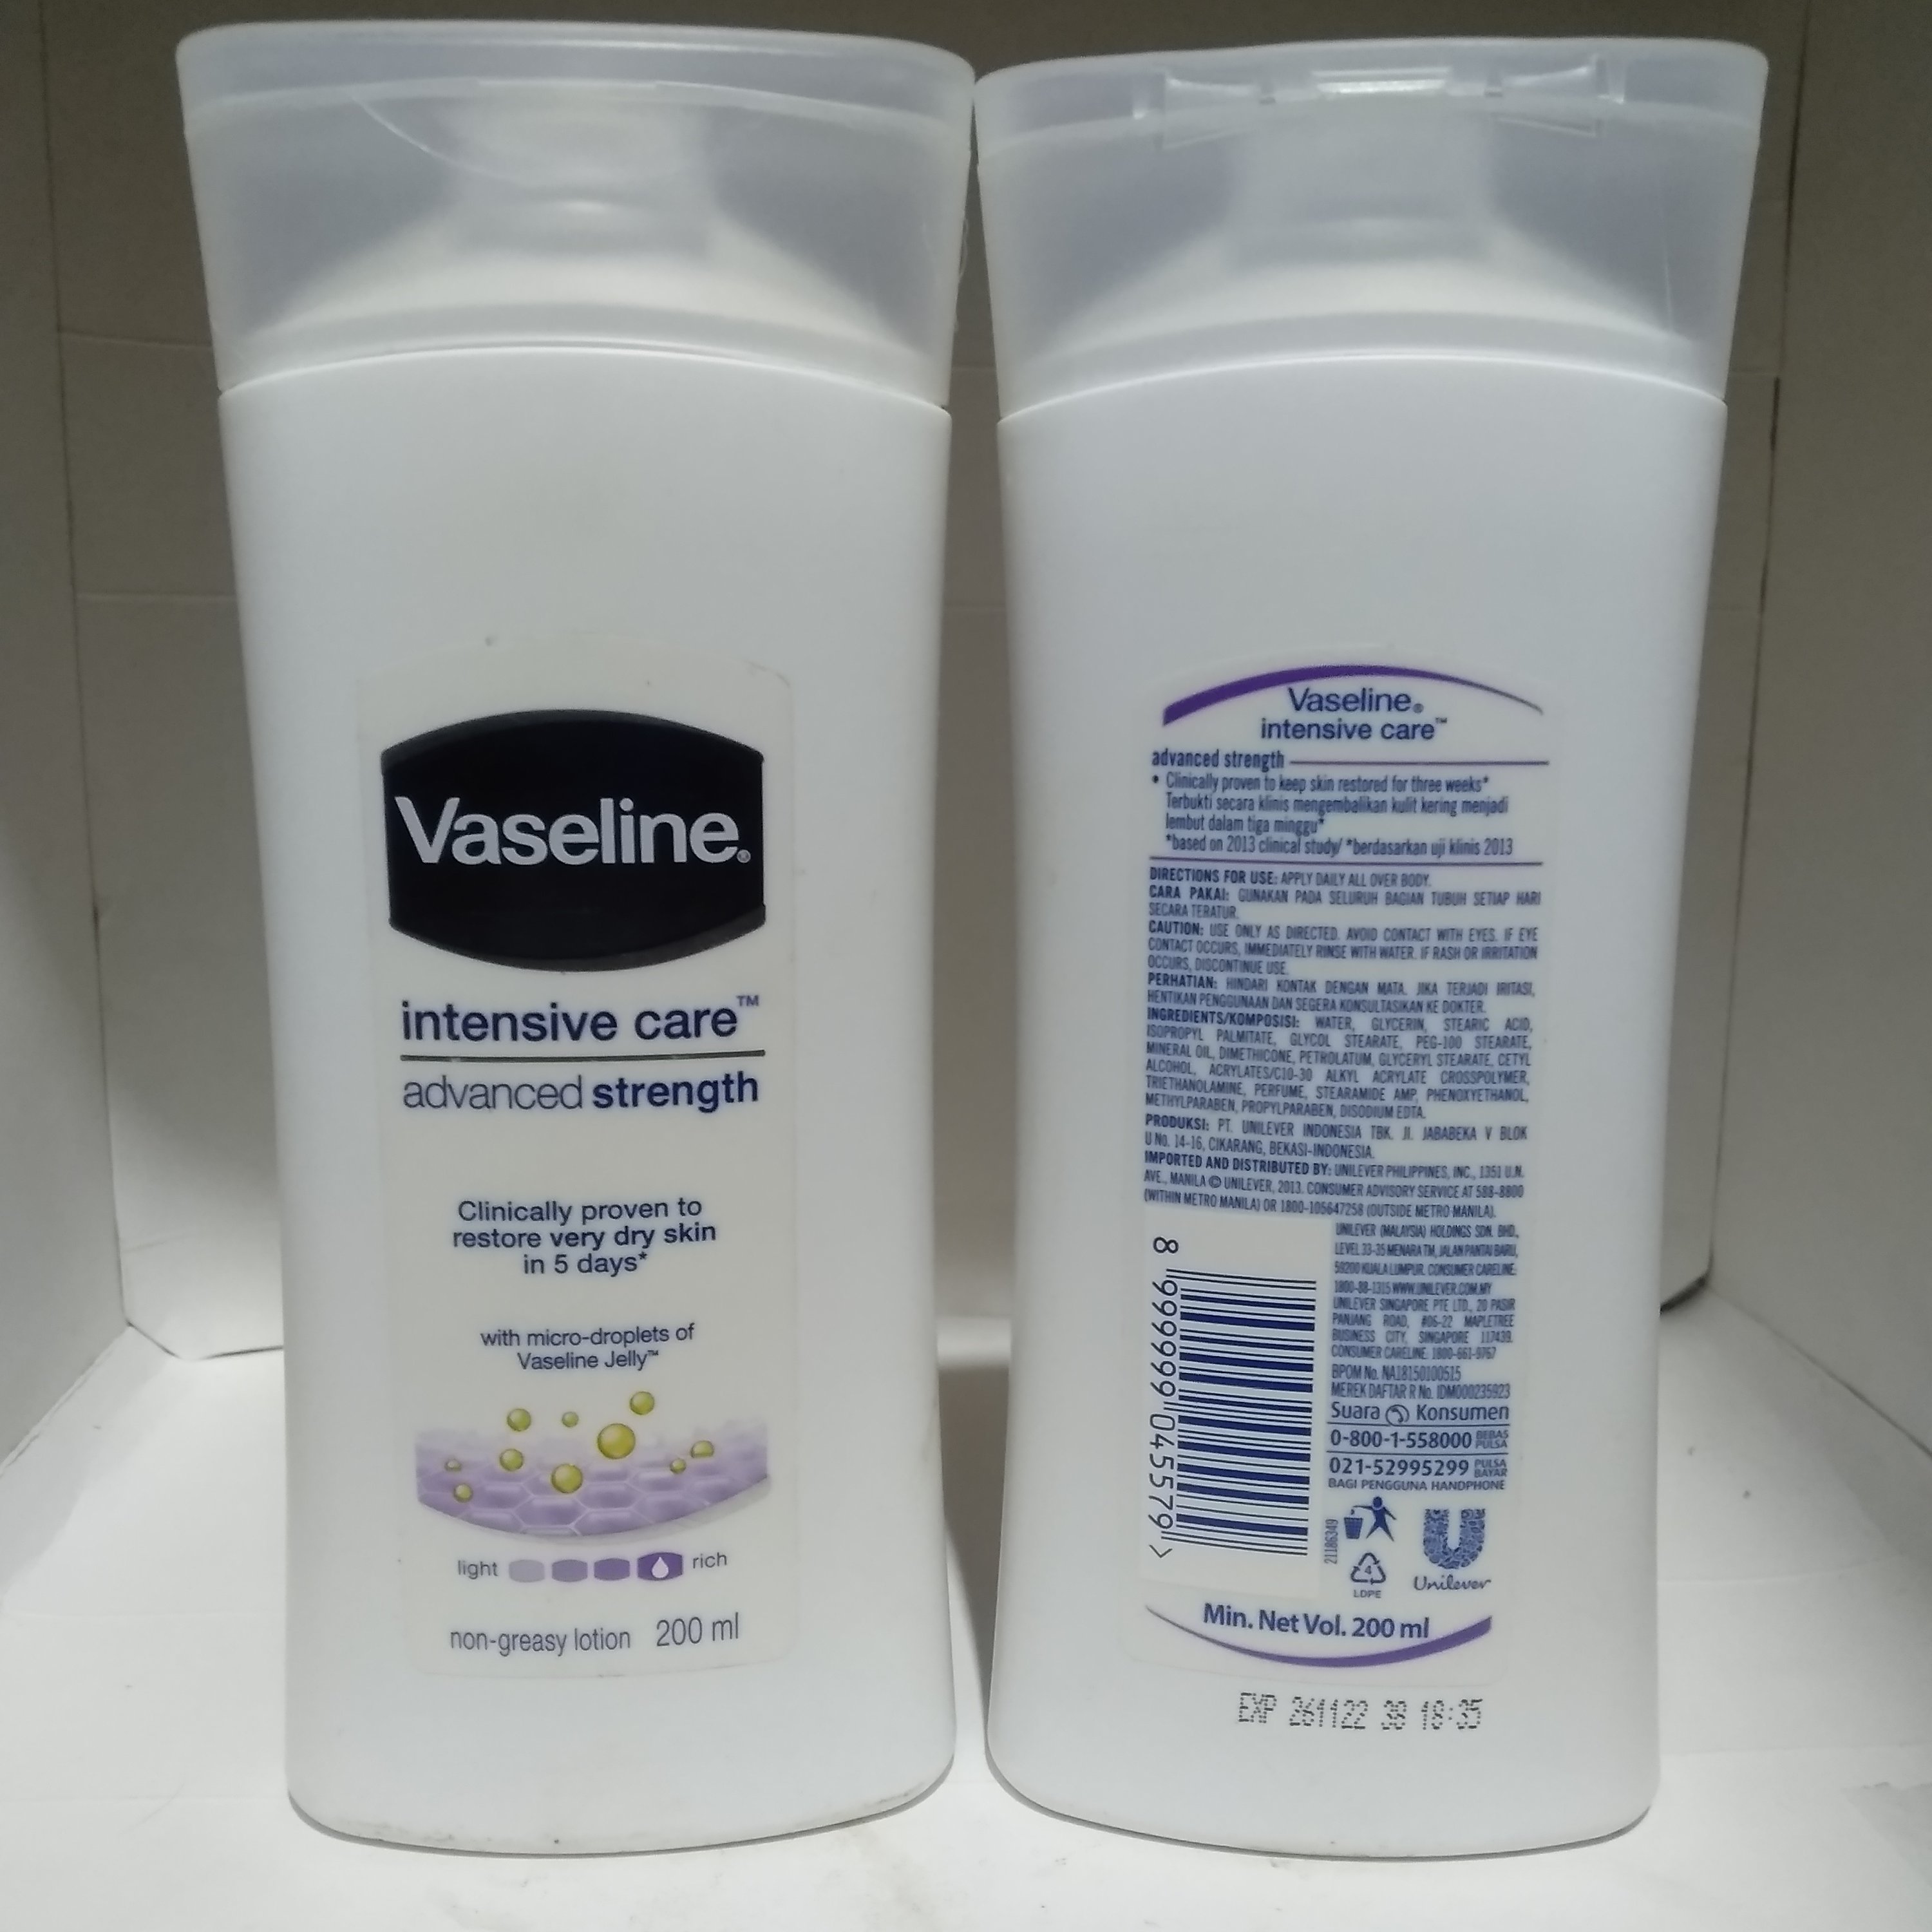 Vaseline®
intensive care™
advanced strength
Clinically proven to
restore very dry skin
in 5 days*
with micro-droplets of
Vaseline Jelly™
light rich
non-greasy lotion 200 ml
Vaseline®
intensive care™
advanced strength
• Clinically proven to keep skin restored for three weeks*
Terbukti secara klinis mengembalikan kulit kering menjadi
lembut dalam tiga minggu*
*based on 2013 clinical study/ *berdasarkan uji klinis 2013
DIRECTIONS FOR USE: APPLY DAILY ALL OVER BODY.
CARA PAKAI: GUNAKAN PADA SELURUH BAGIAN TUBUH SETIAP HARI
SECARA TERATUR.
CAUTION: USE ONLY AS DIRECTED. AVOID CONTACT WITH EYES. IF EYE
CONTACT OCCURS, IMMEDIATELY RINSE WITH WATER. IF RASH OR IRRITATION
OCCURS, DISCONTINUE USE.
PERHATIAN: HINDARI KONTAK DENGAN MATA. JIKA TERJADI IRITASI,
HENTIKAN PENGGUNAAN DAN SEGERA KONSULTASIKAN KE DOKTER.
INGREDIENTS/KOMPOSISI: WATER, GLYCERIN, STEARIC ACID,
ISOPROPYL PALMITATE, GLYCOL STEARATE, PEG-100 STEARATE,
MINERAL OIL, DIMETHICONE, PETROLATUM, GLYCERYL STEARATE, CETYL
ALCOHOL, ACRYLATES/C10-30 ALKYL ACRYLATE CROSSPOLYMER,
TRIETHANOLAMINE, PERFUME, STEARAMIDE AMP, PHENOXYETHANOL,
METHYLPARABEN, PROPYLPARABEN, DISODIUM EDTA.
PRODUKSI: PT. UNILEVER INDONESIA TBK. Jl. JABABEKA V BLOK
U No. 14-16, CIKARANG, BEKASI-INDONESIA.
IMPORTED AND DISTRIBUTED BY: UNILEVER PHILIPPINES, INC., 1351 U.N.
AVE., MANILA © UNILEVER, 2013. CONSUMER ADVISORY SERVICE AT 588-8800
(WITHIN METRO MANILA) OR 1800-105647258 (OUTSIDE METRO MANILA).
UNILEVER (MALAYSIA) HOLDINGS SDN. BHD.,
LEVEL 33-35 MENARA TM, JALAN PANTAI BARU,
59200 KUALA LUMPUR. CONSUMER CARELINE:
1800-88-1315 WWW.UNILEVER.COM.MY
UNILEVER SINGAPORE PTE LTD., 20 PASIR
PANJANG ROAD, #06-22 MAPLETREE
BUSINESS CITY, SINGAPORE 117439.
CONSUMER CARELINE: 1800-661-9767
BPOM No. NA18150100515
MEREK DAFTAR R No. IDM000235923
Suara Konsumen
0-800-1-558000 BEBAS PULSA
021-52995299 PULSA BAYAR
BAGI PENGGUNA HANDPHONE
8 999999 045579 >
21186349
4
LDPE
Unilever
Min. Net Vol. 200 ml
EXP 261122 38 18:35